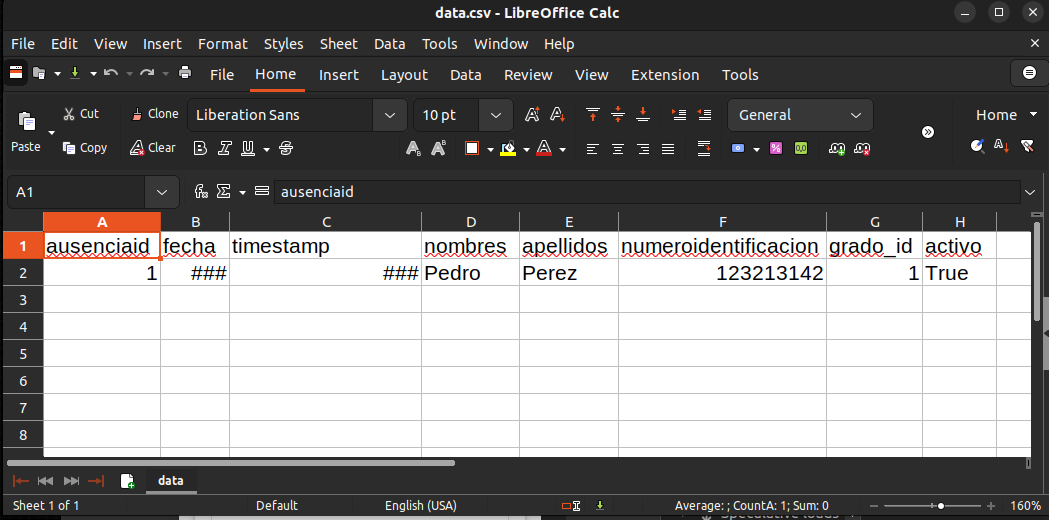 data.csv - LibreOffice Calc
File Edit View Insert Format Styles Sheet Data Tools Window Help
File Home Insert Layout Data Review View Extension Tools
Cut Clone Liberation Sans 10 pt General Home
Paste Copy Clear
A1 ausenciaid
A B C D E F G H
1 ausenciaid fecha timestamp nombres apellidos numeroidentificacion grado_id activo
2 1 ### ### Pedro Perez 123213142 1 True
3
4
5
6
7
8
data
Sheet 1 of 1 Default English (USA) Average: ; CountA: 1; Sum: 0 160%